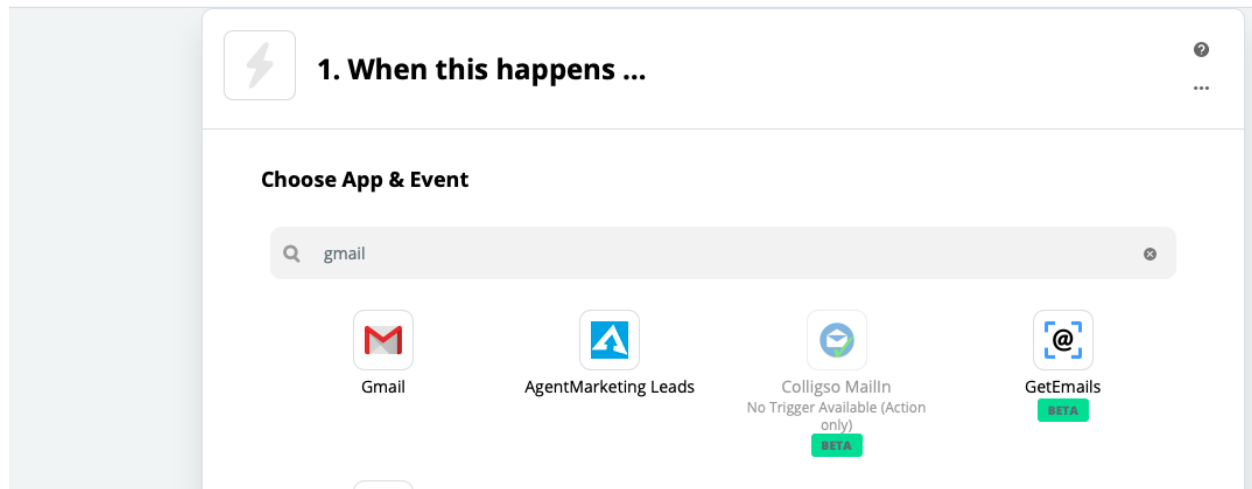 1. When this happens ...
Choose App & Event
gmail
Gmail
AgentMarketing Leads
Colligso MailIn
No Trigger Available (Action
only)
BETA
GetEmails
BETA